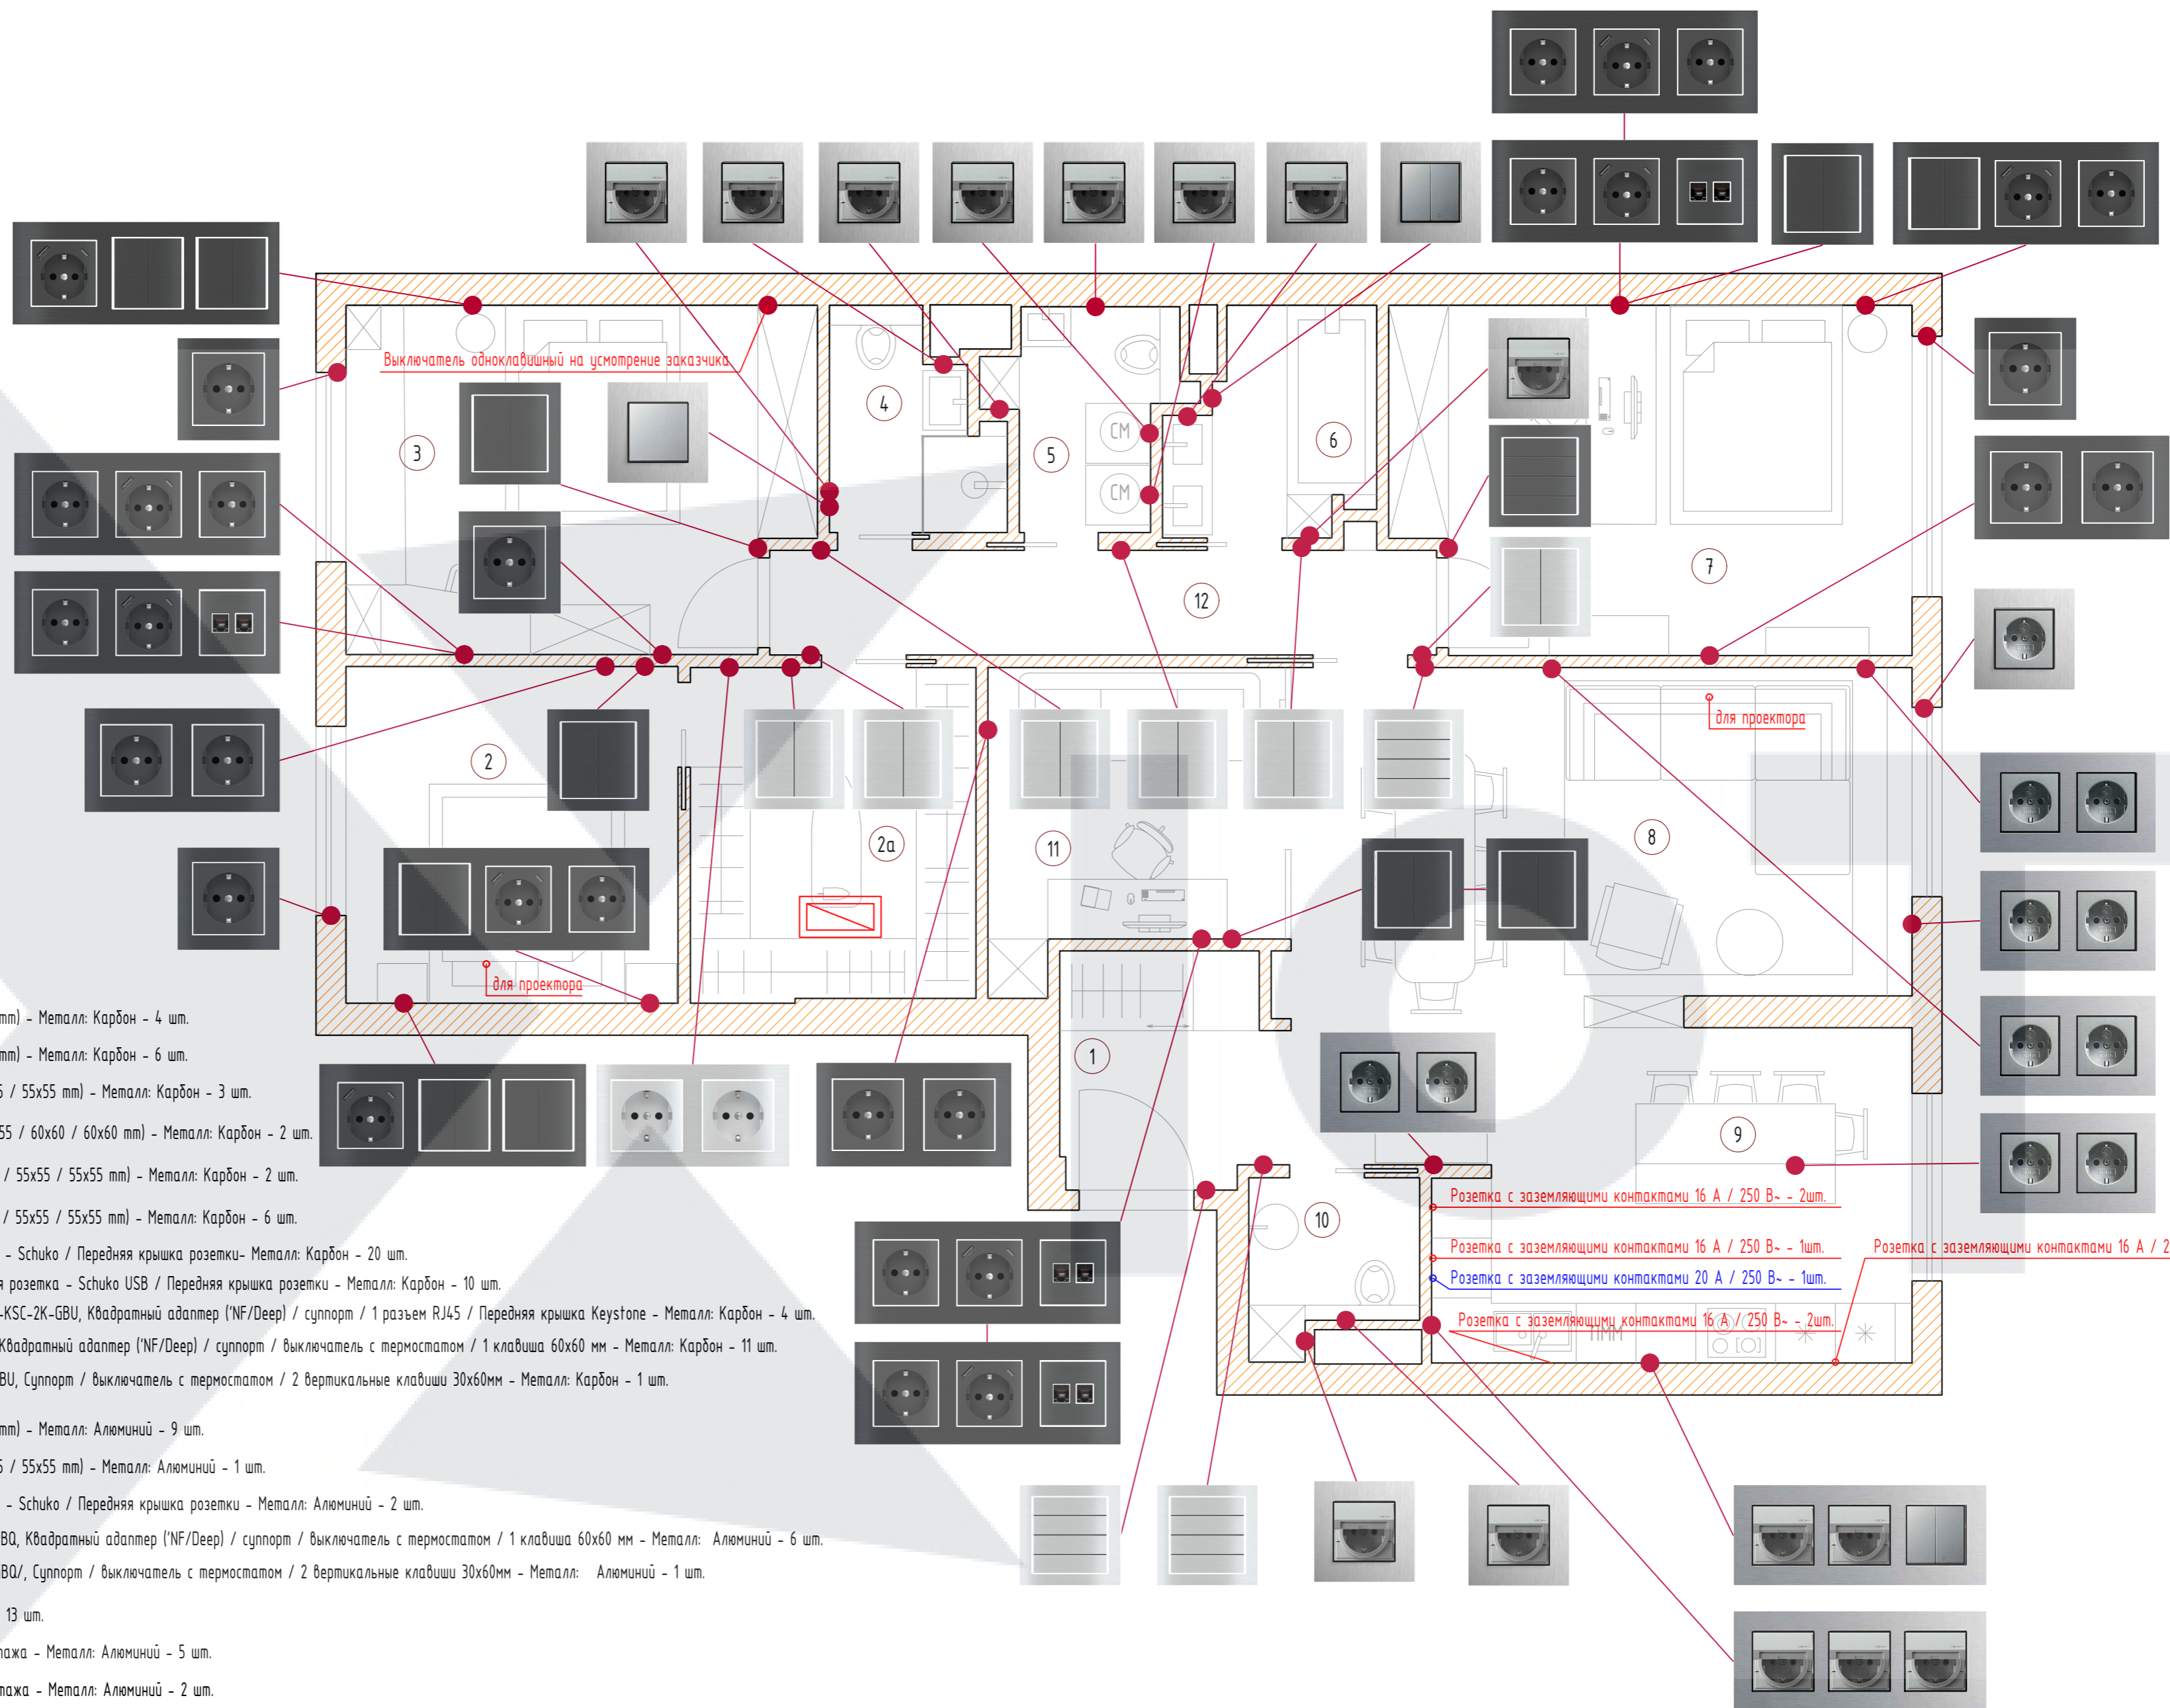 Выключатель одноклавишный на усмотрение заказчика
3
4
5
6
7
СМ
СМ
12
для проектора
2
2а
11
8
для проектора
1
9
10
Розетка с заземляющими контактами 16 А / 250 В~ - 2шт.
Розетка с заземляющими контактами 16 А / 250 В~ - 1шт.
Розетка с заземляющими контактами 16 А / 2
Розетка с заземляющими контактами 20 А / 250 В~ - 1шт.
Розетка с заземляющими контактами 16 А / 250 В~ - 2шт.
ПММ
mm) - Металл: Карбон - 4 шт.
mm) - Металл: Карбон - 6 шт.
/ 55x55 mm) - Металл: Карбон - 3 шт.
55 / 60x60 / 60x60 mm) - Металл: Карбон - 2 шт.
/ 55x55 / 55x55 mm) - Металл: Карбон - 2 шт.
/ 55x55 / 55x55 mm) - Металл: Карбон - 6 шт.
- Schuko / Передняя крышка розетки- Металл: Карбон - 20 шт.
я розетка - Schuko USB / Передняя крышка розетки - Металл: Карбон - 10 шт.
-KSC-2K-GBU, Квадратный адаптер ('NF/Deep) / суппорт / 1 разъем RJ45 / Передняя крышка Keystone - Металл: Карбон - 4 шт.
Квадратный адаптер ('NF/Deep) / суппорт / выключатель с термостатом / 1 клавиша 60x60 мм - Металл: Карбон - 11 шт.
BU, Суппорт / выключатель с термостатом / 2 вертикальные клавиши 30x60мм - Металл: Карбон - 1 шт.
mm) - Металл: Алюминий - 9 шт.
/ 55x55 mm) - Металл: Алюминий - 1 шт.
- Schuko / Передняя крышка розетки - Металл: Алюминий - 2 шт.
BQ, Квадратный адаптер ('NF/Deep) / суппорт / выключатель с термостатом / 1 клавиша 60x60 мм - Металл: Алюминий - 6 шт.
BQ/, Суппорт / выключатель с термостатом / 2 вертикальные клавиши 30x60мм - Металл: Алюминий - 1 шт.
13 шт.
тажа - Металл: Алюминий - 5 шт.
тажа - Металл: Алюминий - 2 шт.